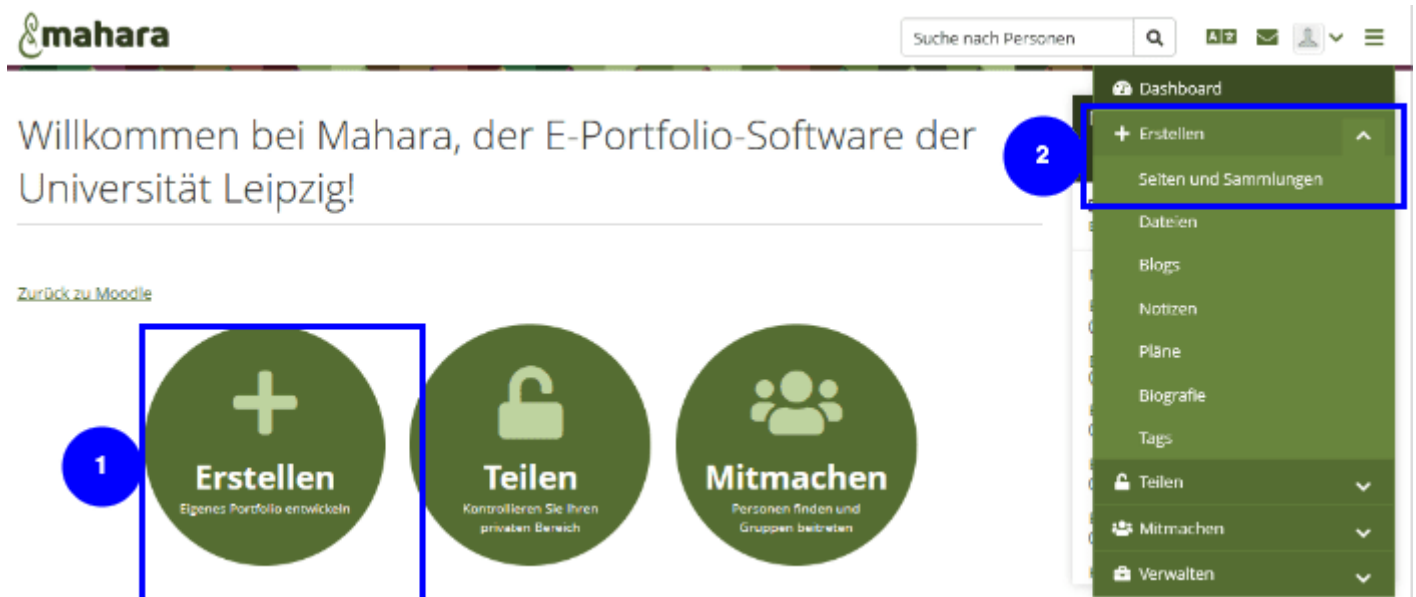 mahara
Suche nach Personen
Willkommen bei Mahara, der E-Portfolio-Software der
Universität Leipzig!
Zurück zu Moodle
1
Erstellen
Eigenes Portfolio entwickeln
Teilen
Kontrollieren Sie Ihren
privaten Bereich
Mitmachen
Personen finden und
Gruppen beitreten
2
Dashboard
Erstellen
Seiten und Sammlungen
Dateien
Blogs
Notizen
Pläne
Biografie
Tags
Teilen
Mitmachen
Verwalten